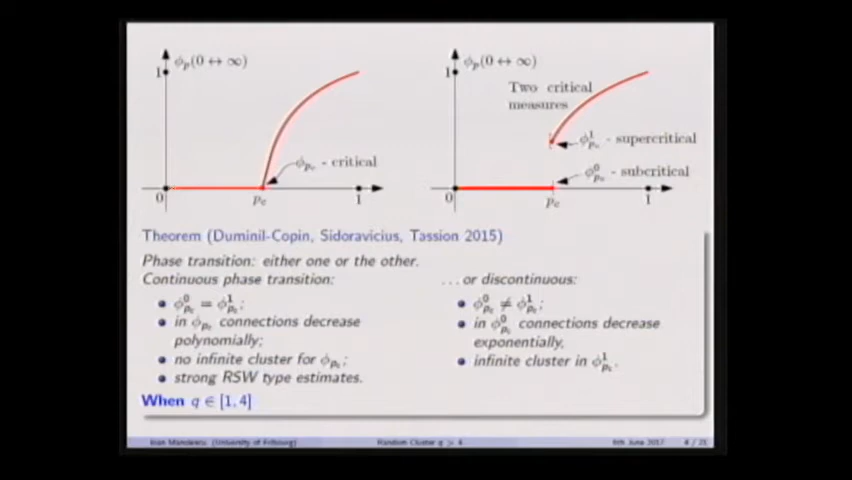 ϕp(0 ↔ ∞)
1
ϕpc - critical
0
pc
1
ϕp(0 ↔ ∞)
1
Two critical
measures
ϕ¹pc - supercritical
ϕ⁰pc - subcritical
0
pc
1
Theorem (Duminil-Copin, Sidoravicius, Tassion 2015)
Phase transition: either one or the other.
Continuous phase transition:
• ϕ⁰pc = ϕ¹pc;
• in ϕpc connections decrease
polynomially;
• no infinite cluster for ϕpc;
• strong RSW type estimates.
When q ∈ [1, 4]
. . . or discontinuous:
• ϕ⁰pc ≠ ϕ¹pc;
• in ϕ⁰pc connections decrease
exponentially,
• infinite cluster in ϕ¹pc.
Ioan Manolescu (University of Fribourg)
Random Cluster q > 4
6th June 2017
4 / 21